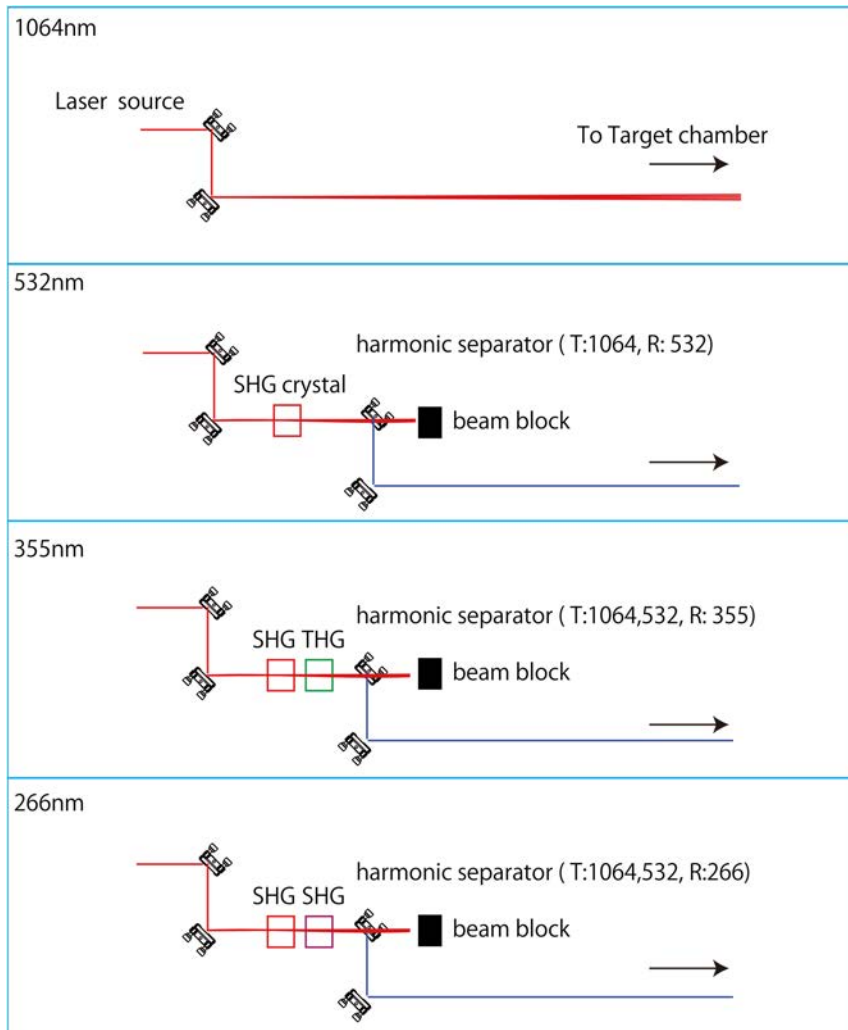 1064nm
Laser source
To Target chamber
532nm
harmonic separator ( T:1064, R: 532)
SHG crystal
beam block
355nm
harmonic separator ( T:1064,532, R: 355)
SHG THG
beam block
266nm
harmonic separator ( T:1064,532, R:266)
SHG SHG
beam block